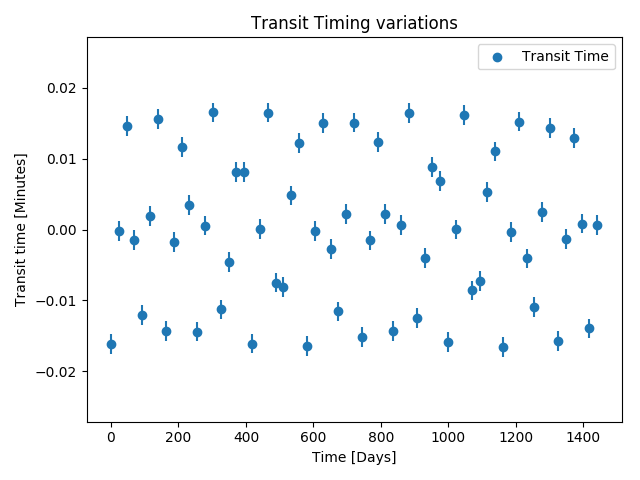 Transit Timing variations
Transit Time
0.02
0.01
0.00
−0.01
−0.02
Transit time [Minutes]
0 200 400 600 800 1000 1200 1400
Time [Days]